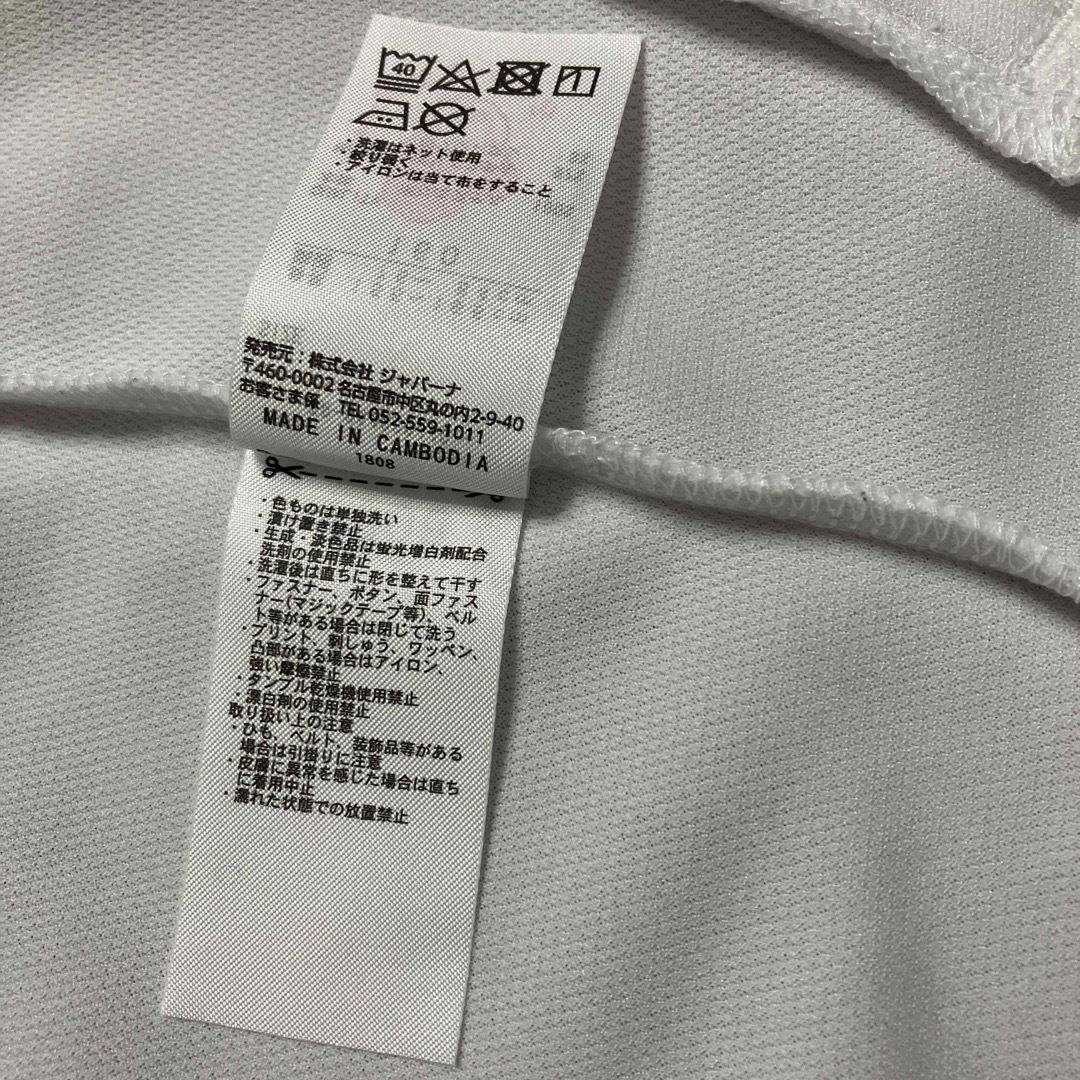 40
・洗濯はネット使用
・絞り弱く
・アイロンは当て布をすること
発売元：株式会社 ジャパーナ
〒460-0002 名古屋市中区丸の内2-9-40
お客さま係 TEL 052-559-1011
MADE IN CAMBODIA
1808
・色ものは単独洗い
・漬け置き禁止
・生成・淡色品は蛍光増白剤配合
洗剤の使用禁止
・洗濯後は直ちに形を整えて干す
・ファスナー、ボタン、面ファス
ナー(マジックテープ等)、ベル
ト等がある場合は閉じて洗う
・プリント、刺しゅう、ワッペン、
凸部がある場合はアイロン、
強い摩擦禁止
・タンブル乾燥機使用禁止
・漂白剤の使用禁止
取り扱い上の注意
・ひも、ベルト、装飾品等がある
場合は引掛りに注意
・皮膚に異常を感じた場合は直ち
に着用中止
・濡れた状態での放置禁止